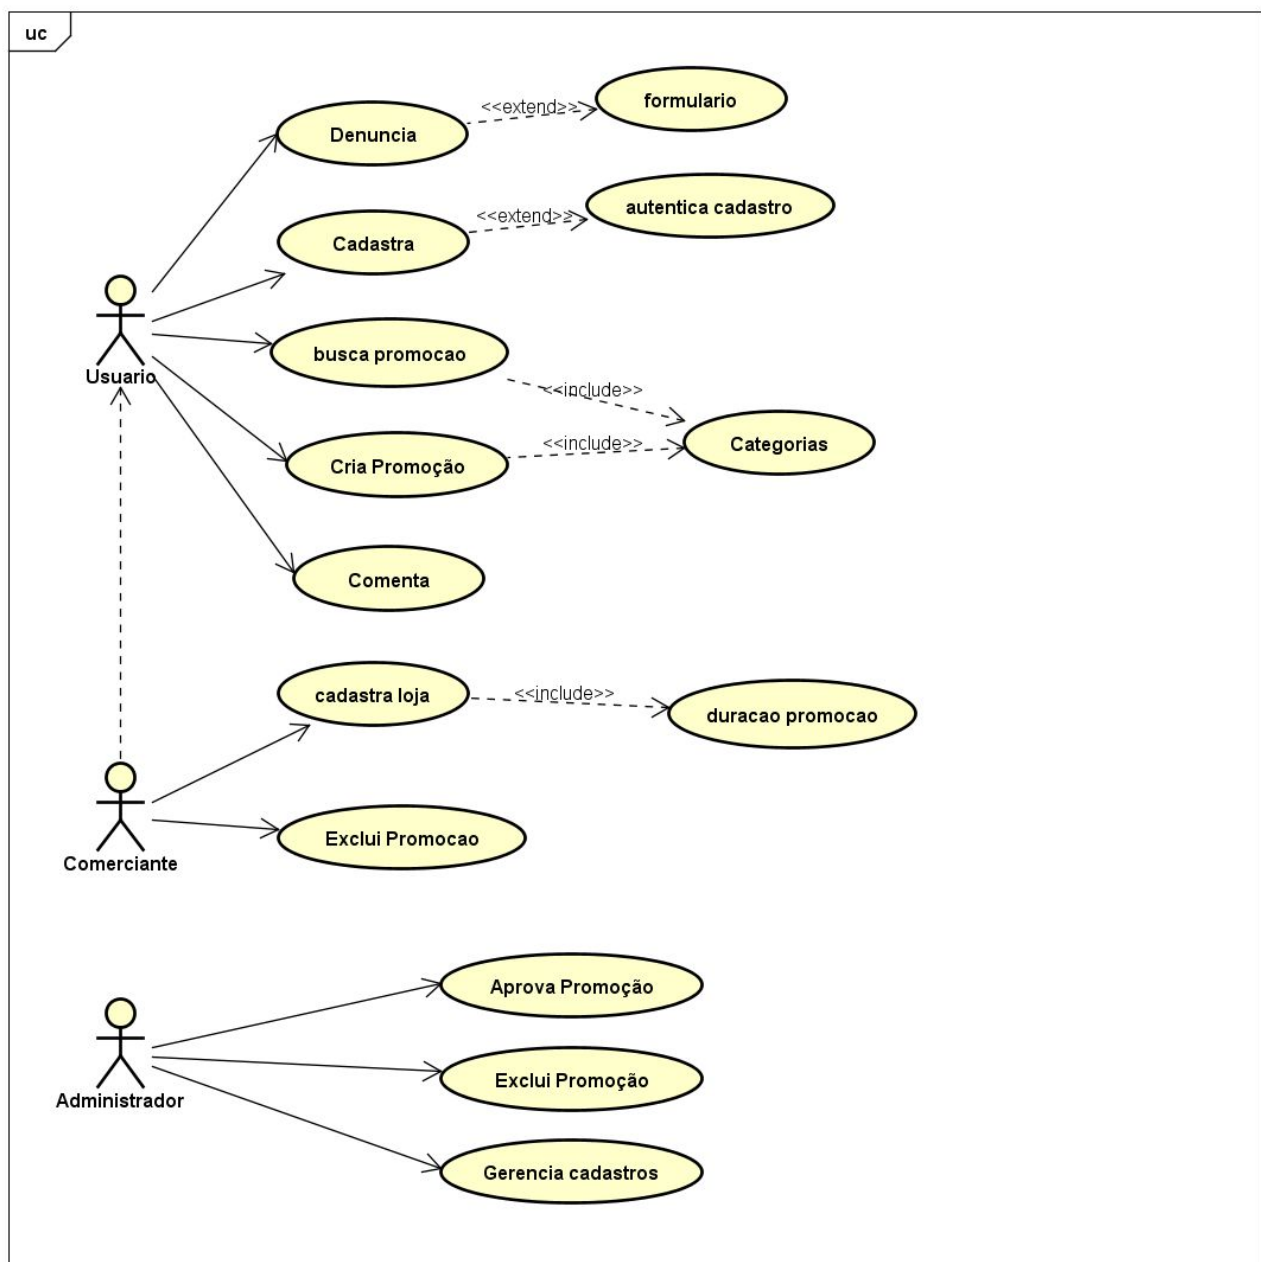 uc
Denuncia
<<extend>>
formulario
Cadastra
<<extend>>
autentica cadastro
Usuario
busca promocao
<<include>>
Cria Promoção
<<include>>
Categorias
Comenta
cadastra loja
<<include>>
duracao promocao
Comerciante
Exclui Promocao
Aprova Promoção
Administrador
Exclui Promoção
Gerencia cadastros